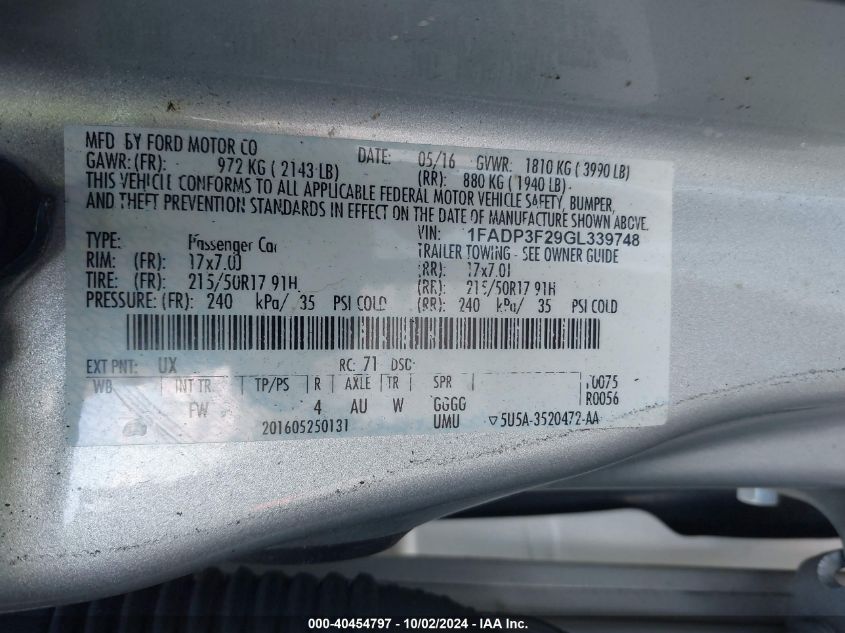 MFD BY FORD MOTOR CO
DATE: 05/16 GVWR: 1810 KG ( 3990 LB)
GAWR: (FR): 972 KG ( 2143 LB) (RR): 880 KG ( 1940 LB)
THIS VEHICLE CONFORMS TO ALL APPLICABLE FEDERAL MOTOR VEHICLE SAFETY, BUMPER,
AND THEFT PREVENTION STANDARDS IN EFFECT ON THE DATE OF MANUFACTURE SHOWN ABOVE.
VIN: 1FADP3F29GL339748
TYPE: Passenger Car TRAILER TOWING - SEE OWNER GUIDE
RIM: (FR): 17x7.0J (RR): 17x7.0J
TIRE: (FR): 215/50R17 91H (RR): 215/50R17 91H
PRESSURE: (FR): 240 kPa/ 35 PSI COLD (RR): 240 kPa/ 35 PSI COLD
EXT PNT: UX RC: 71 DSO:
WB INT TR TP/PS R AXLE TR SPR T0075
FW 4 AU W GGGG R0056
201605250131 UMU ▽5U5A-3520472-AA
000-40454797 - 10/02/2024 - IAA Inc.